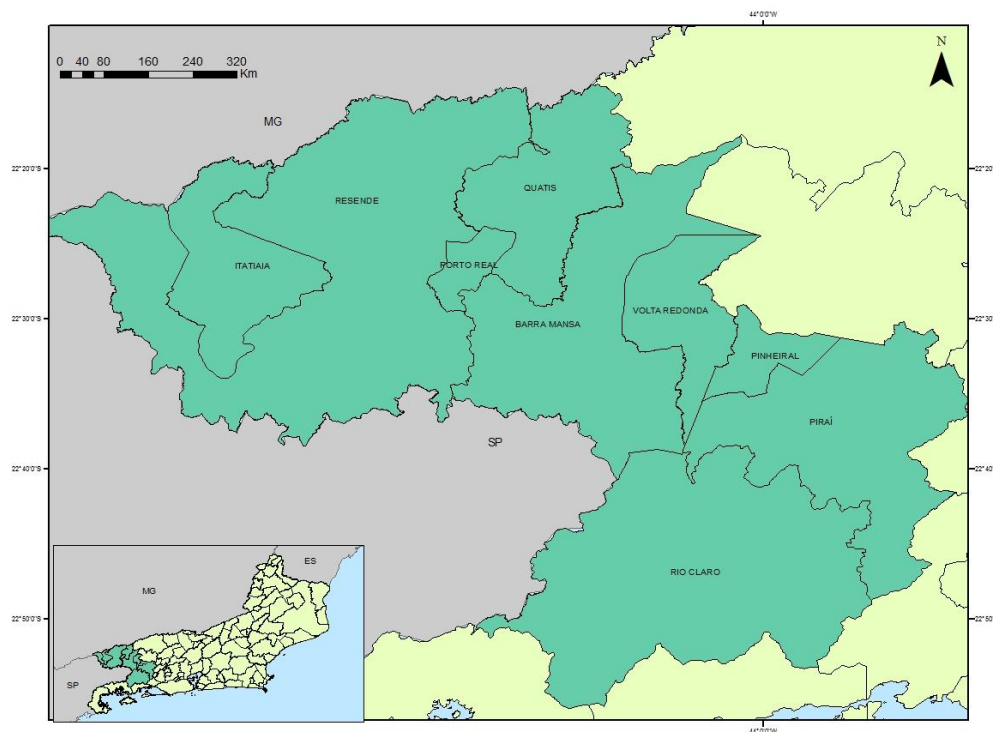 44°0'0"W
N
0 40 80 160 240 320
Km
MG
22°20'0"S
22°20'
QUATIS
RESENDE
ITATIAIA
PORTO REAL
VOLTA REDONDA
22°30'0"S
22°30'
BARRA MANSA
PINHEIRAL
PIRAÍ
SP
22°40'0"S
22°40'
RIO CLARO
ES
MG
22°50'0"S
22°50'
SP
44°0'0"W